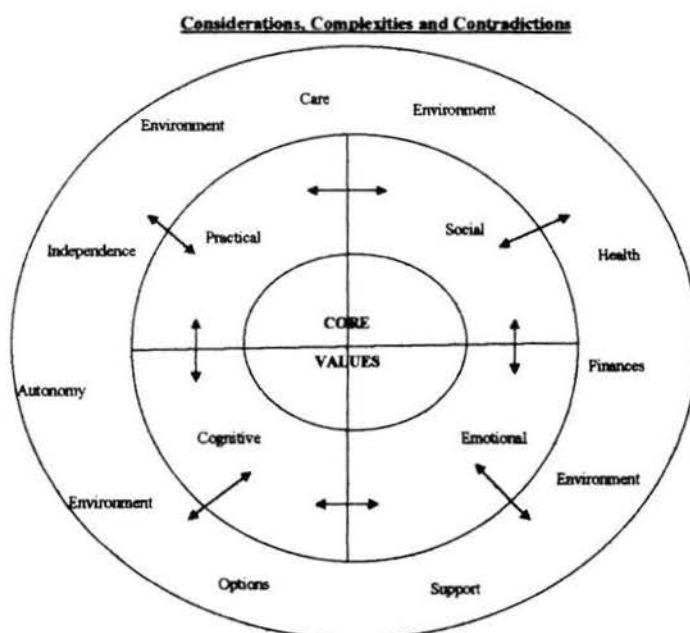 Considerations, Complexities and Contradictions
Care
Environment
Environment
Practical
Social
Independence
Health
CORE
VALUES
Finances
Autonomy
Cognitive
Emotional
Environment
Environment
Options
Support